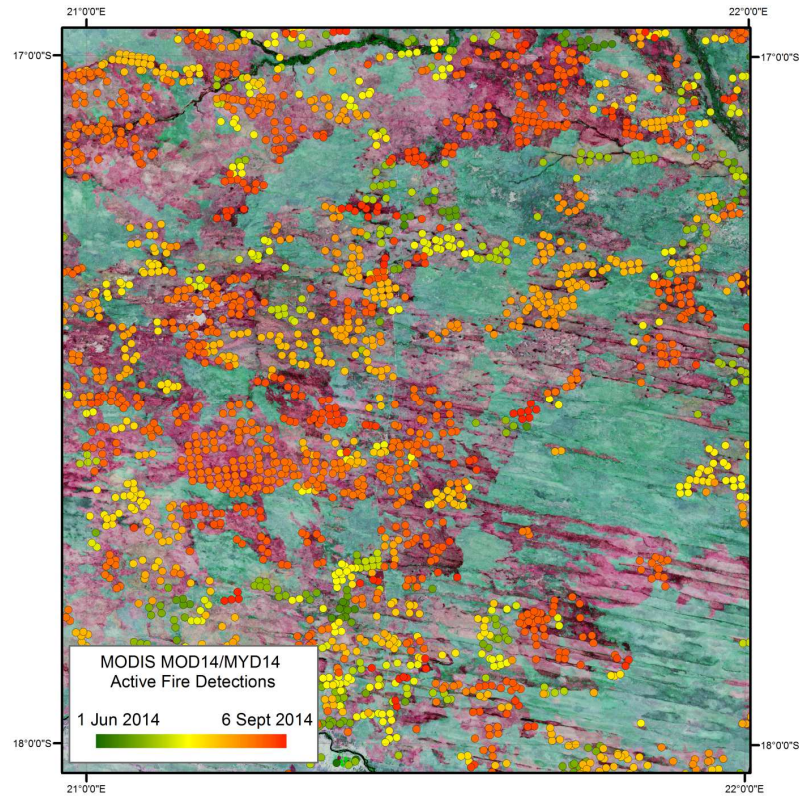 21°0'0"E 22°0'0"E
17°0'0"S 17°0'0"S
MODIS MOD14/MYD14
Active Fire Detections
1 Jun 2014 6 Sept 2014
18°0'0"S 18°0'0"S
21°0'0"E 22°0'0"E